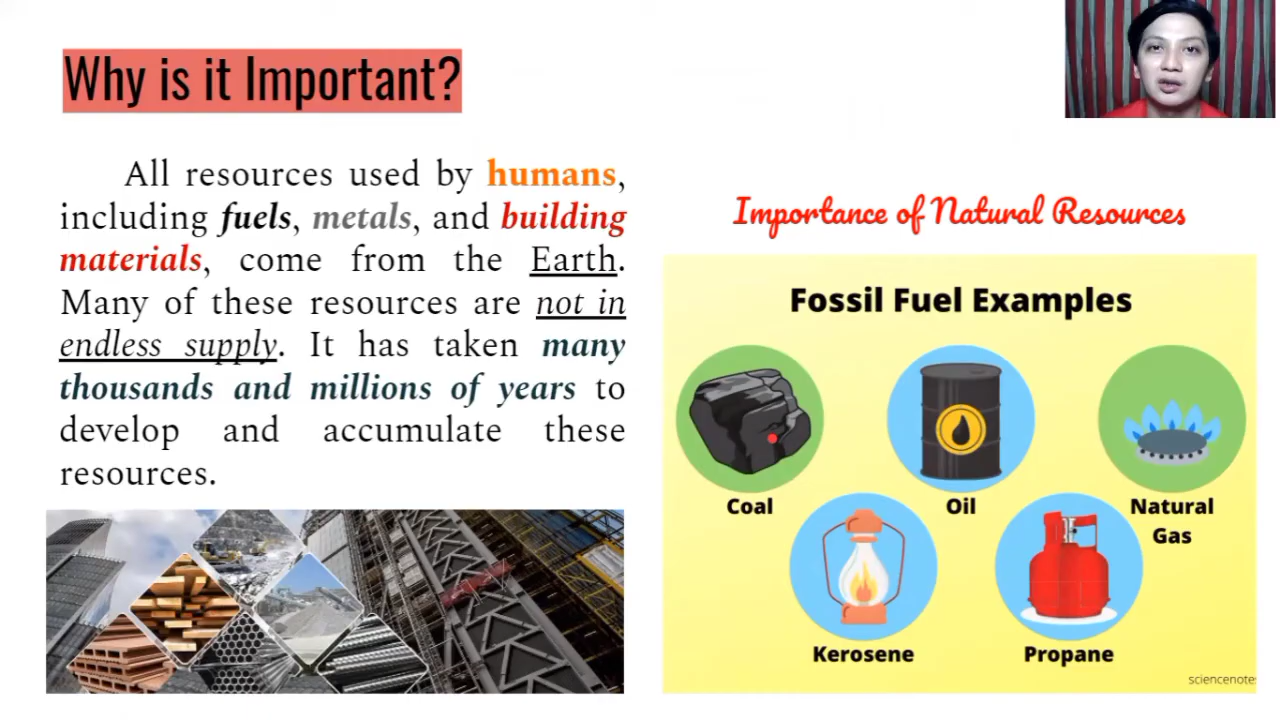 Why is it Important?
All resources used by humans,
including fuels, metals, and building
materials, come from the Earth.
Many of these resources are not in
endless supply. It has taken many
thousands and millions of years to
develop and accumulate these
resources.
Importance of Natural Resources
Fossil Fuel Examples
Coal
Oil
Natural
Gas
Kerosene
Propane
sciencenote